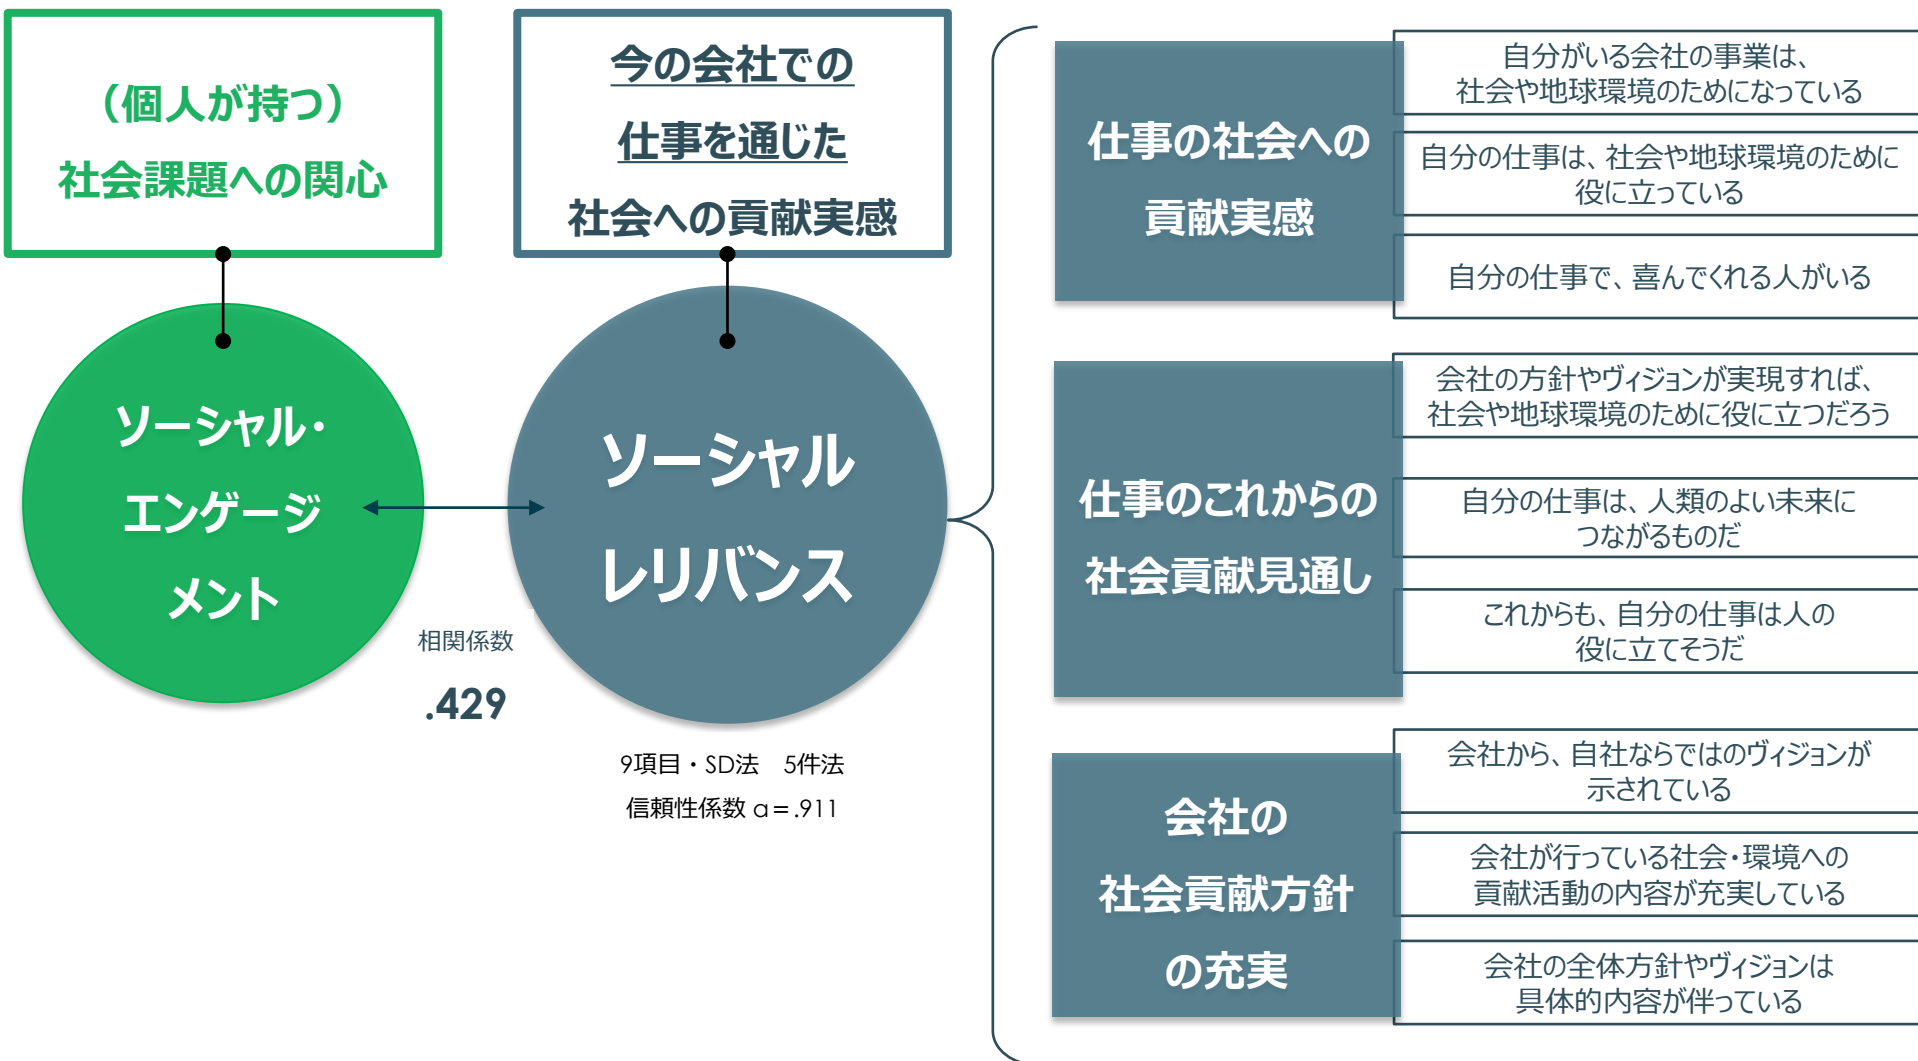 （個人が持つ）
社会課題への関心
今の会社での
仕事を通じた
社会への貢献実感
ソーシャル・
エンゲージ
メント
ソーシャル
レリバンス
相関係数
.429
9項目・SD法　5件法
信頼性係数 α＝.911
仕事の社会への
貢献実感
自分がいる会社の事業は、
社会や地球環境のためになっている
自分の仕事は、社会や地球環境のために
役に立っている
自分の仕事で、喜んでくれる人がいる
仕事のこれからの
社会貢献見通し
会社の方針やヴィジョンが実現すれば、
社会や地球環境のために役に立つだろう
自分の仕事は、人類のよい未来に
つながるものだ
これからも、自分の仕事は人の
役に立てそうだ
会社の
社会貢献方針
の充実
会社から、自社ならではのヴィジョンが
示されている
会社が行っている社会・環境への
貢献活動の内容が充実している
会社の全体方針やヴィジョンは
具体的内容が伴っている